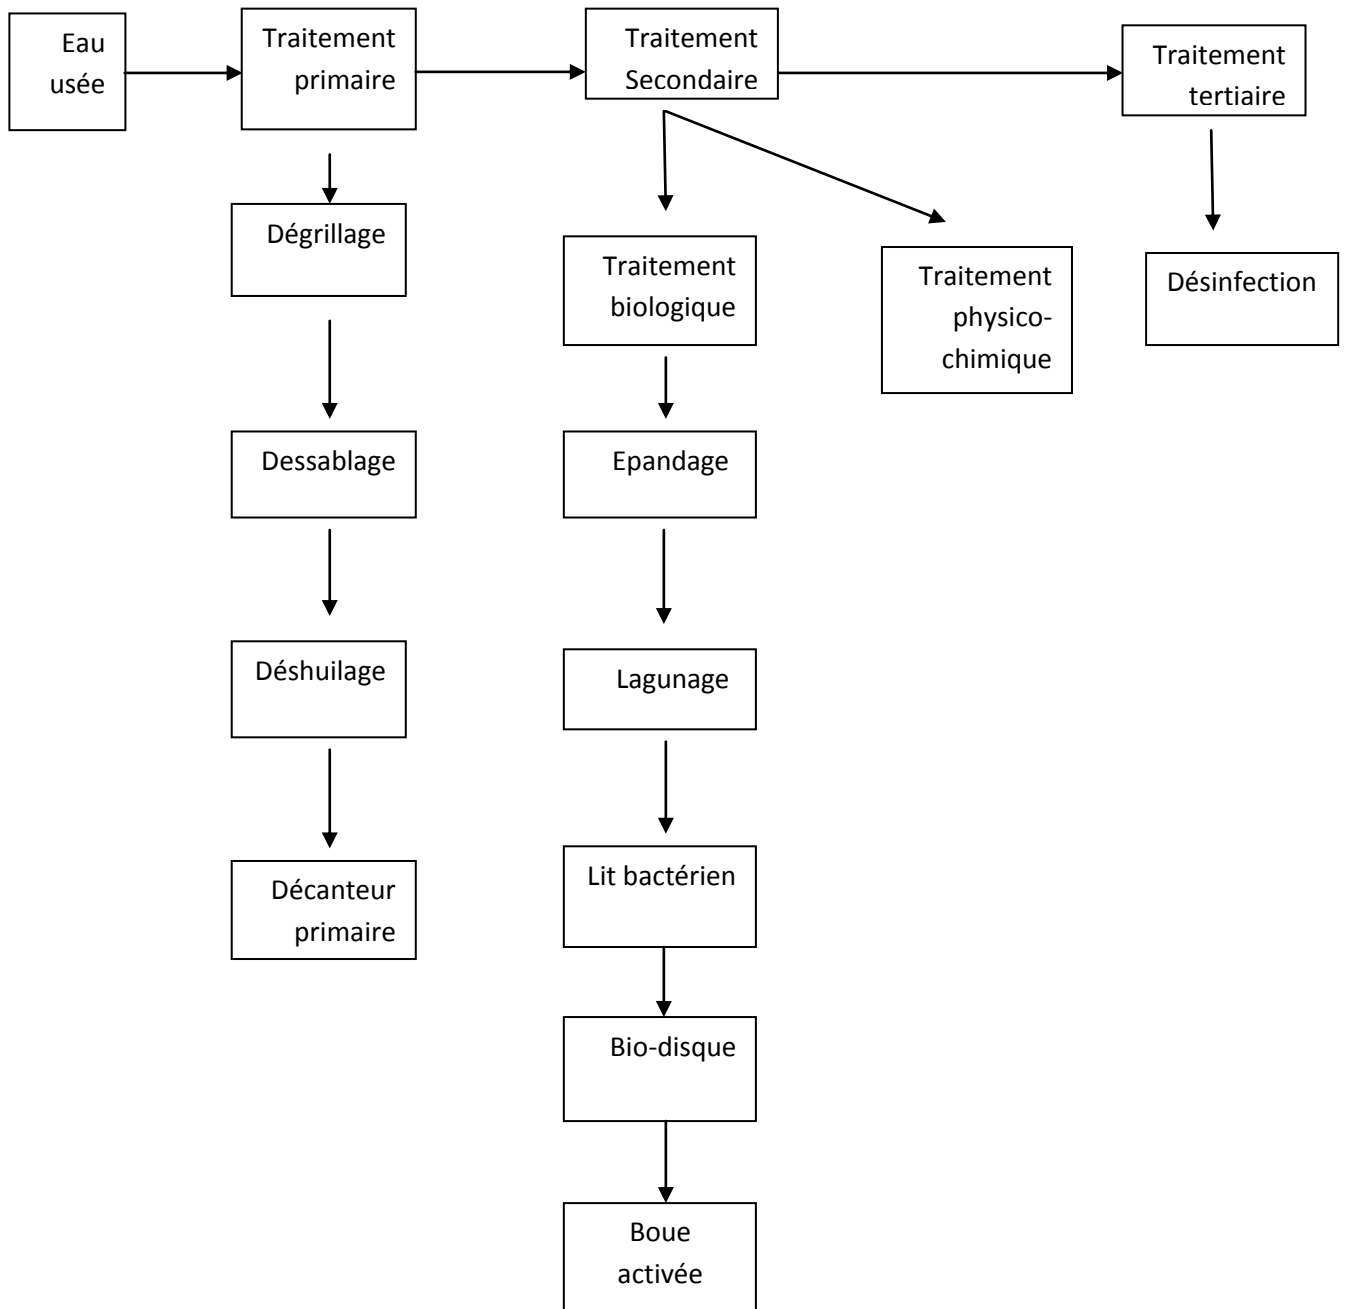 Eau
usée
Traitement
primaire
Traitement
Secondaire
Traitement
tertiaire
Dégrillage
Traitement
biologique
Traitement
physico-
chimique
Désinfection
Dessablage
Epandage
Déshuilage
Lagunage
Décanteur
primaire
Lit bactérien
Bio-disque
Boue
activée